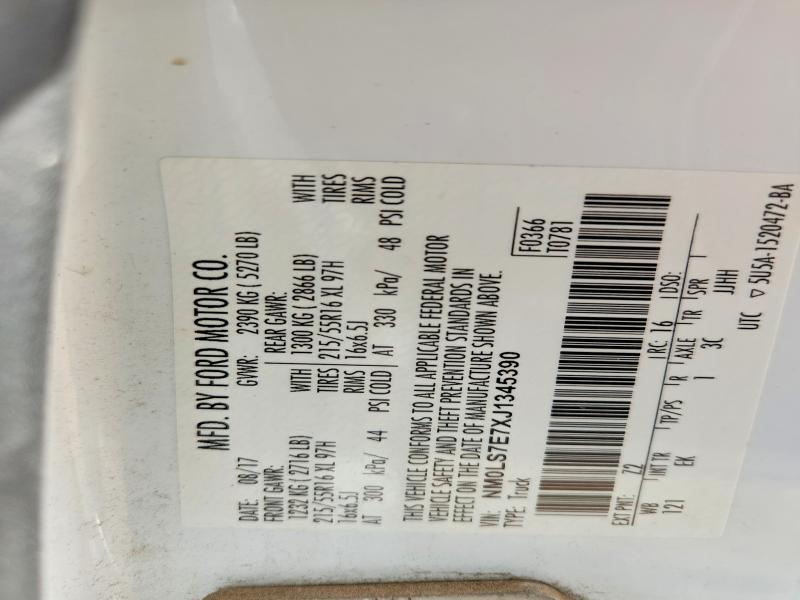 MFD. BY FORD MOTOR CO.
DATE: 08/17 GVWR: 2390 KG ( 5270 LB)
FRONT GAWR: REAR GAWR:
1232 KG ( 2716 LB) WITH 1300 KG ( 2866 LB) WITH
215/55R16 XL 97H TIRES 215/55R16 XL 97H TIRES
16x6.5J RIMS 16x6.5J RIMS
AT 300 kPa/ 44 PSI COLD AT 330 kPa/ 48 PSI COLD
THIS VEHICLE CONFORMS TO ALL APPLICABLE FEDERAL MOTOR
VEHICLE SAFETY AND THEFT PREVENTION STANDARDS IN
EFFECT ON THE DATE OF MANUFACTURE SHOWN ABOVE.
VIN: NM0LS7E7XJ1345390 F0366
TYPE: Truck T0781
EXT PNT: Z2 RC: 16 DSO:
WB INT TR TP/PS R AXLE TR SPR
121 EK 1 3C JJHH
UTC ▽ 5U5A-1520472-BA